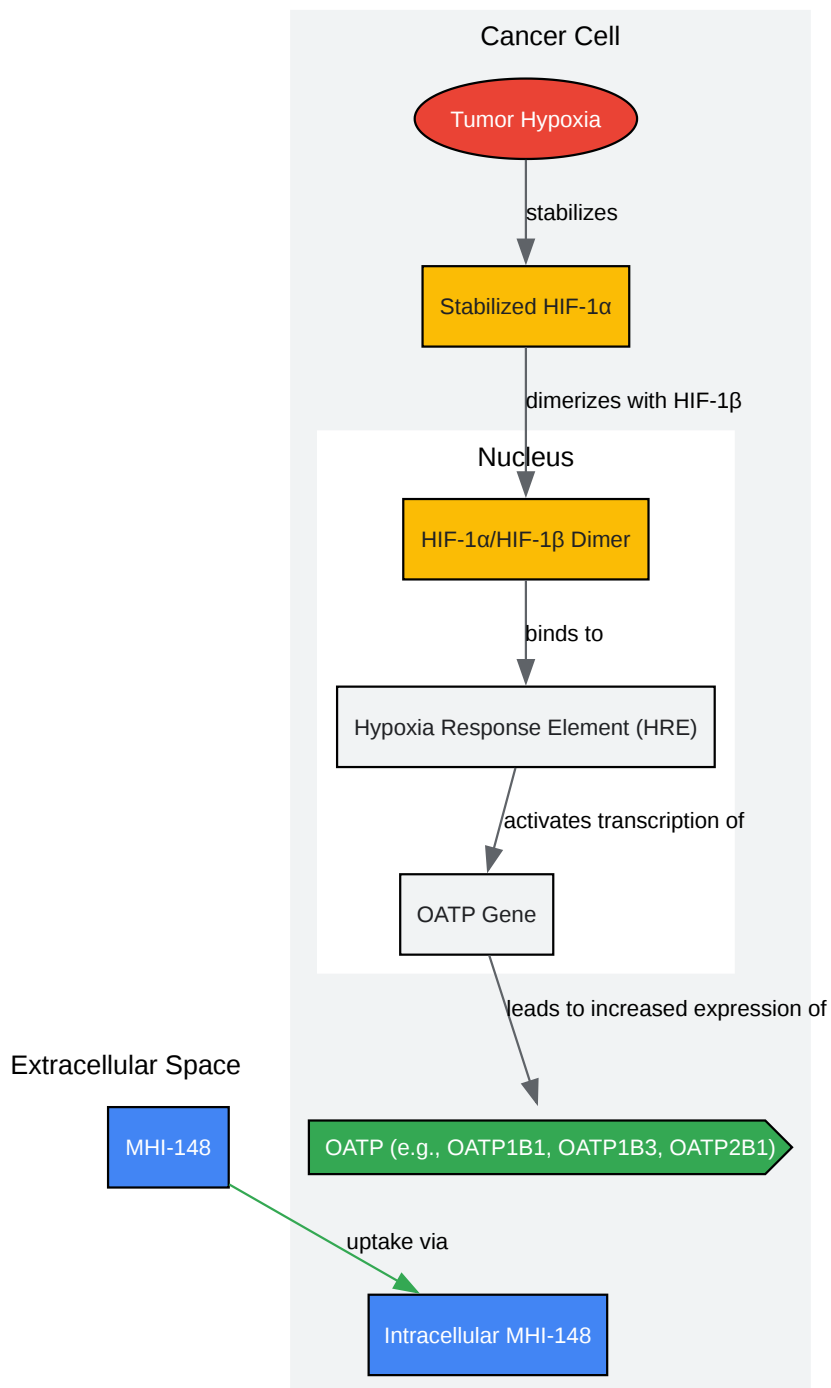 Cancer Cell
Tumor Hypoxia
stabilizes
Stabilized HIF-1α
dimerizes with HIF-1β
Nucleus
HIF-1α/HIF-1β Dimer
binds to
Hypoxia Response Element (HRE)
activates transcription of
OATP Gene
leads to increased expression of
Extracellular Space
MHI-148
OATP (e.g., OATP1B1, OATP1B3, OATP2B1)
uptake via
Intracellular MHI-148